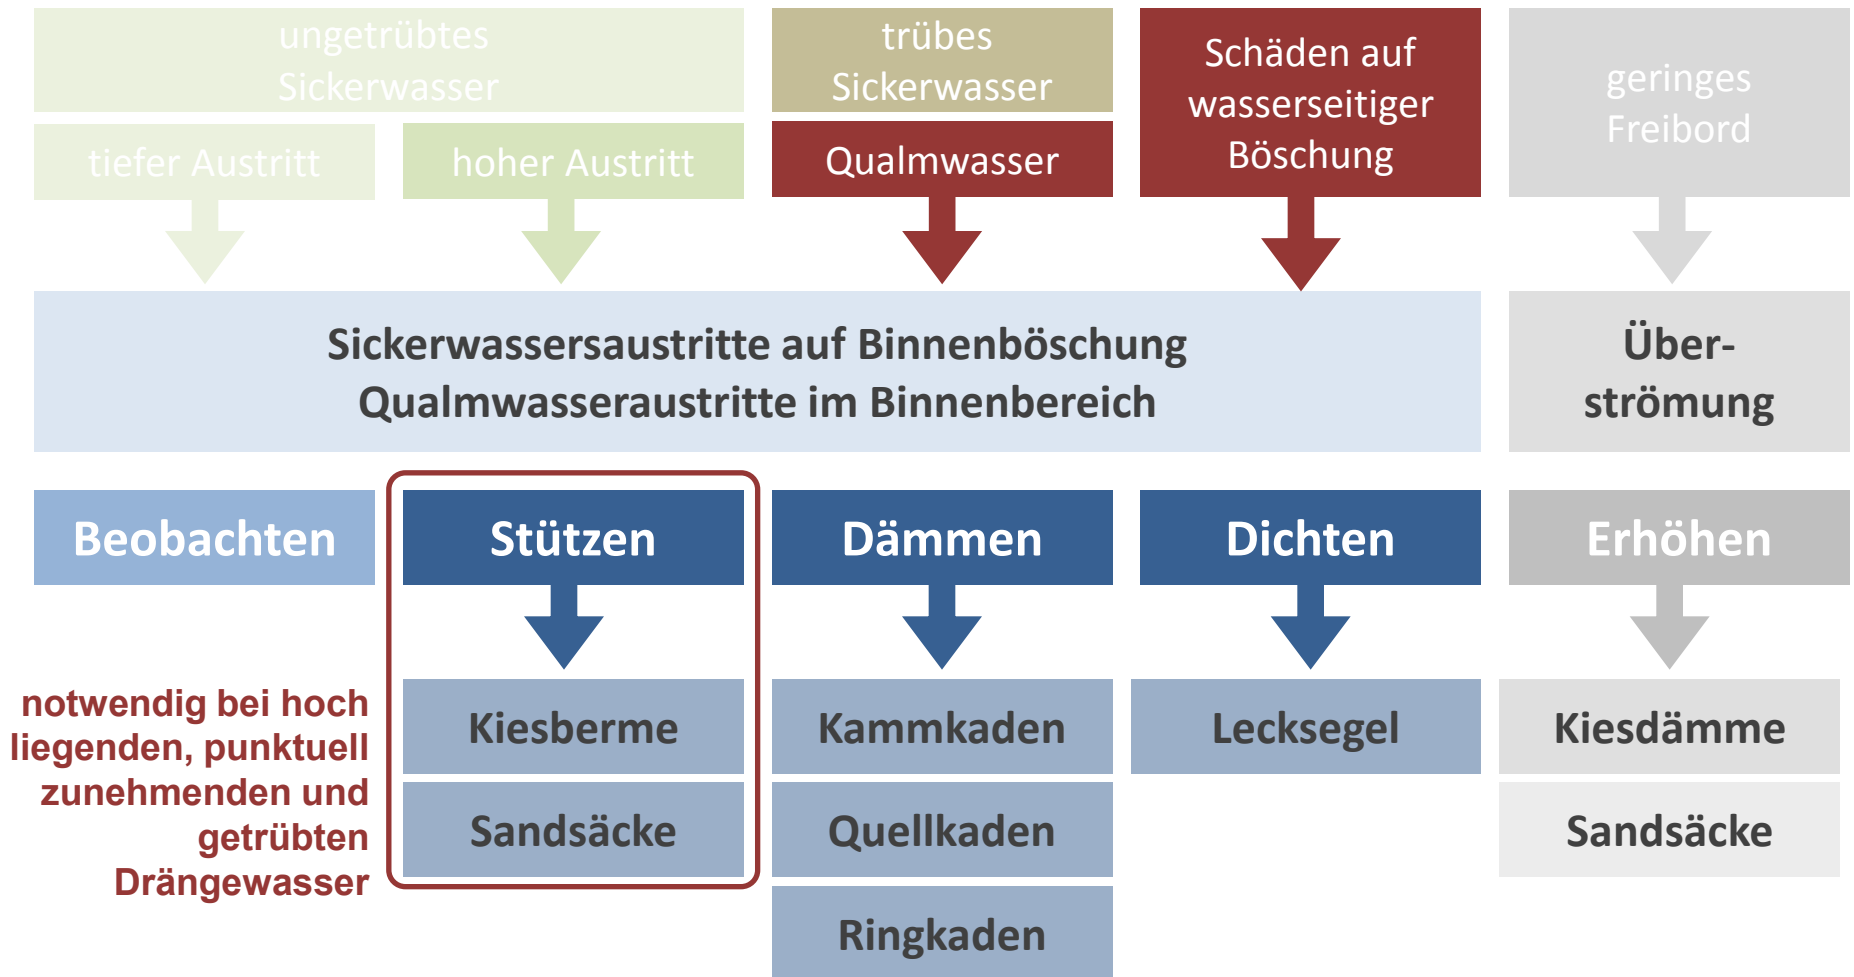 ungetrübtes
Sickerwasser
trübes
Sickerwasser
Schäden auf
wasserseitiger
Böschung
geringes
Freibord
tiefer Austritt
hoher Austritt
Qualmwasser
Sickerwassersaustritte auf Binnenböschung
Qualmwasseraustritte im Binnenbereich
Über-
strömung
Beobachten
Stützen
Dämmen
Dichten
Erhöhen
notwendig bei hoch
liegenden, punktuell
zunehmenden und
getrübten
Drängewasser
Kiesberme
Kammkaden
Lecksegel
Kiesdämme
Sandsäcke
Quellkaden
Sandsäcke
Ringkaden